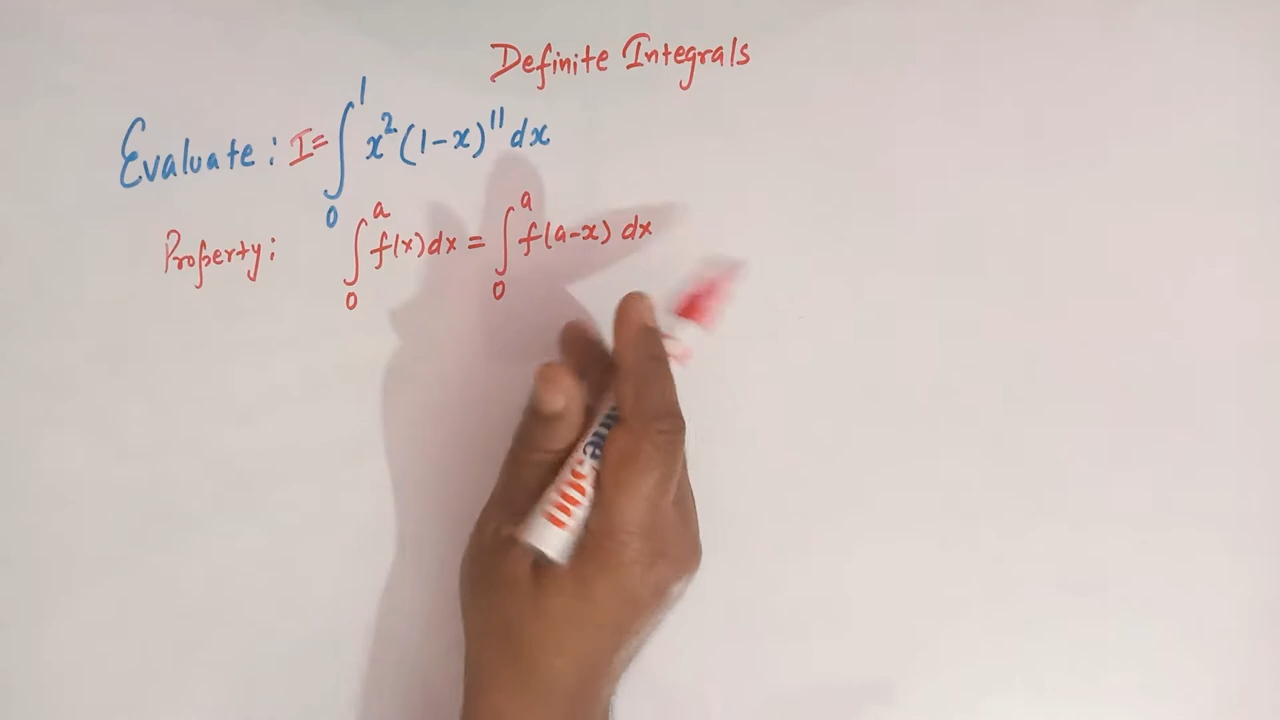 Definite Integrals
Evaluate: I = ∫₀¹ x²(1-x)¹¹ dx
Property: ∫₀ᵃ f(x)dx = ∫₀ᵃ f(a-x) dx